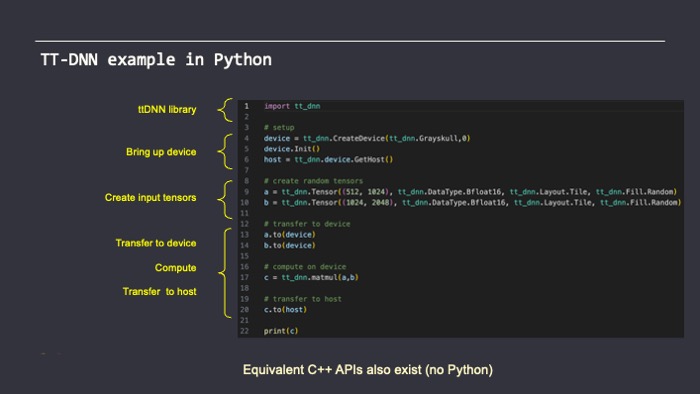 TT-DNN example in Python
ttDNN library
Bring up device
Create input tensors
Transfer to device
Compute
Transfer to host
1 import tt_dnn
2
3 # setup
4 device = tt_dnn.CreateDevice(tt_dnn.Grayskull,0)
5 device.Init()
6 host = tt_dnn.device.GetHost()
7
8 # create random tensors
9 a = tt_dnn.Tensor((512, 1024), tt_dnn.DataType.Bfloat16, tt_dnn.Layout.Tile, tt_dnn.Fill.Random)
10 b = tt_dnn.Tensor((1024, 2048), tt_dnn.DataType.Bfloat16, tt_dnn.Layout.Tile, tt_dnn.Fill.Random)
11
12 # transfer to device
13 a.to(device)
14 b.to(device)
15
16 # compute on device
17 c = tt_dnn.matmul(a,b)
18
19 # transfer to host
20 c.to(host)
21
22 print(c)
Equivalent C++ APIs also exist (no Python)